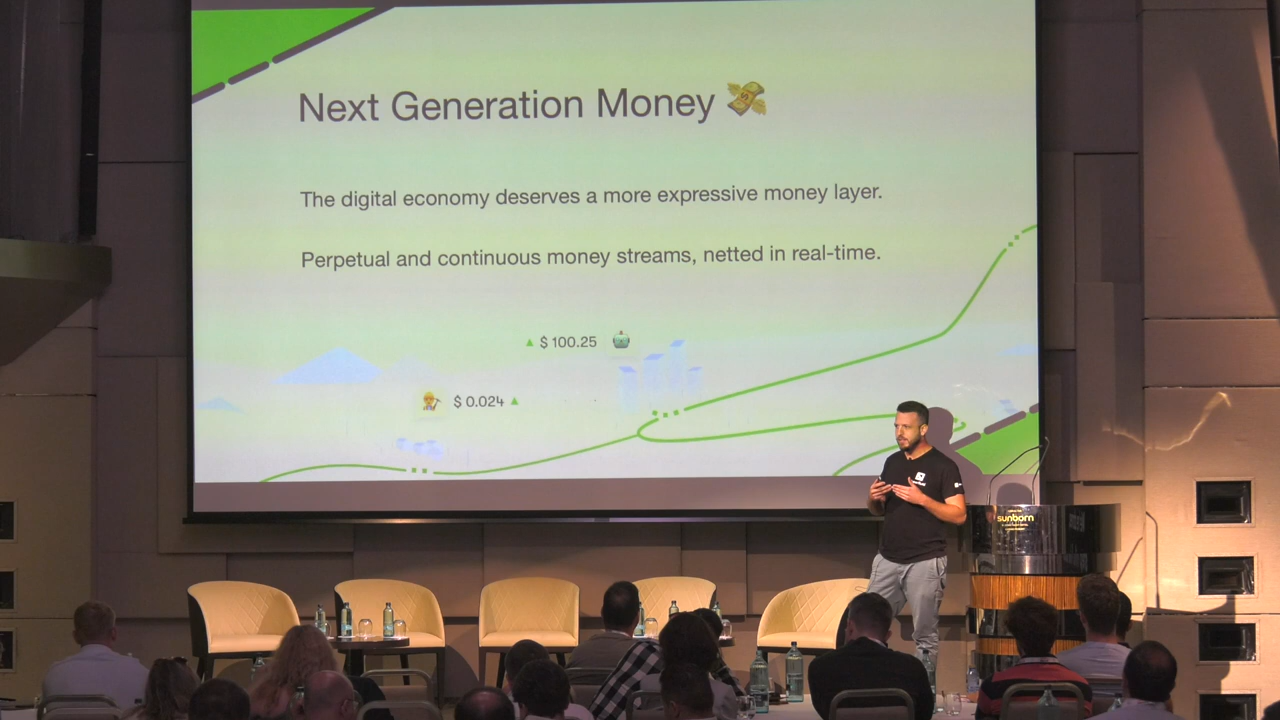 Next Generation Money 💸
The digital economy deserves a more expressive money layer.
Perpetual and continuous money streams, netted in real-time.
▲ $ 100.25
$ 0.024 ▲
sunborn